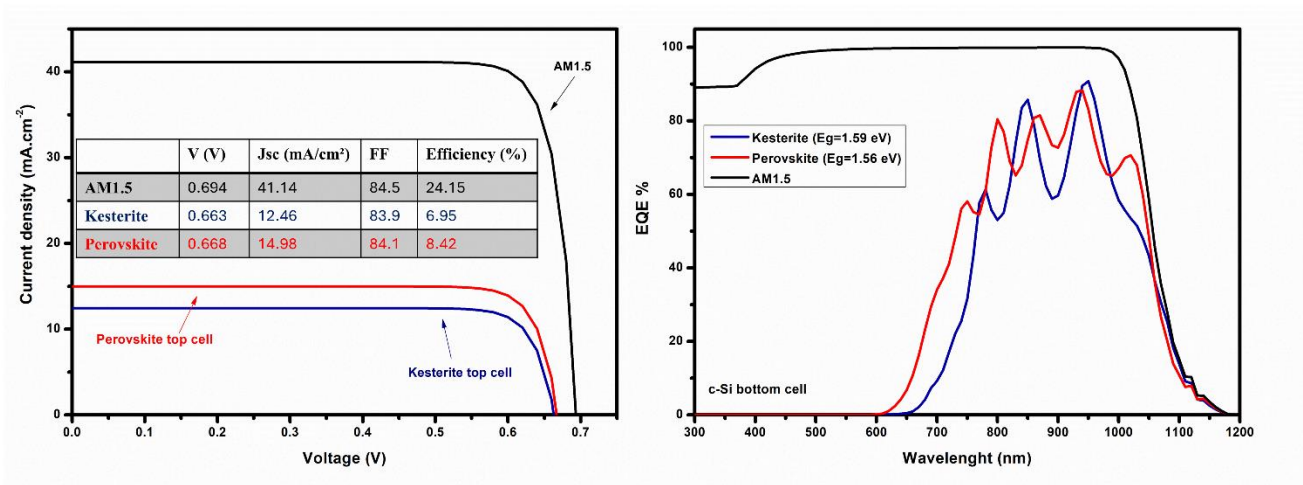 40
30
20
10
0
0.0 0.1 0.2 0.3 0.4 0.5 0.6 0.7
Current density (mA.cm⁻²)
Voltage (V)
AM1.5
V (V) Jsc (mA/cm²) FF Efficiency (%)
AM1.5 0.694 41.14 84.5 24.15
Kesterite 0.663 12.46 83.9 6.95
Perovskite 0.668 14.98 84.1 8.42
Perovskite top cell
Kesterite top cell
100
80
60
40
20
0
300 400 500 600 700 800 900 1000 1100 1200
EQE %
Wavelenght (nm)
Kesterite (Eg=1.59 eV)
Perovskite (Eg=1.56 eV)
AM1.5
c-Si bottom cell